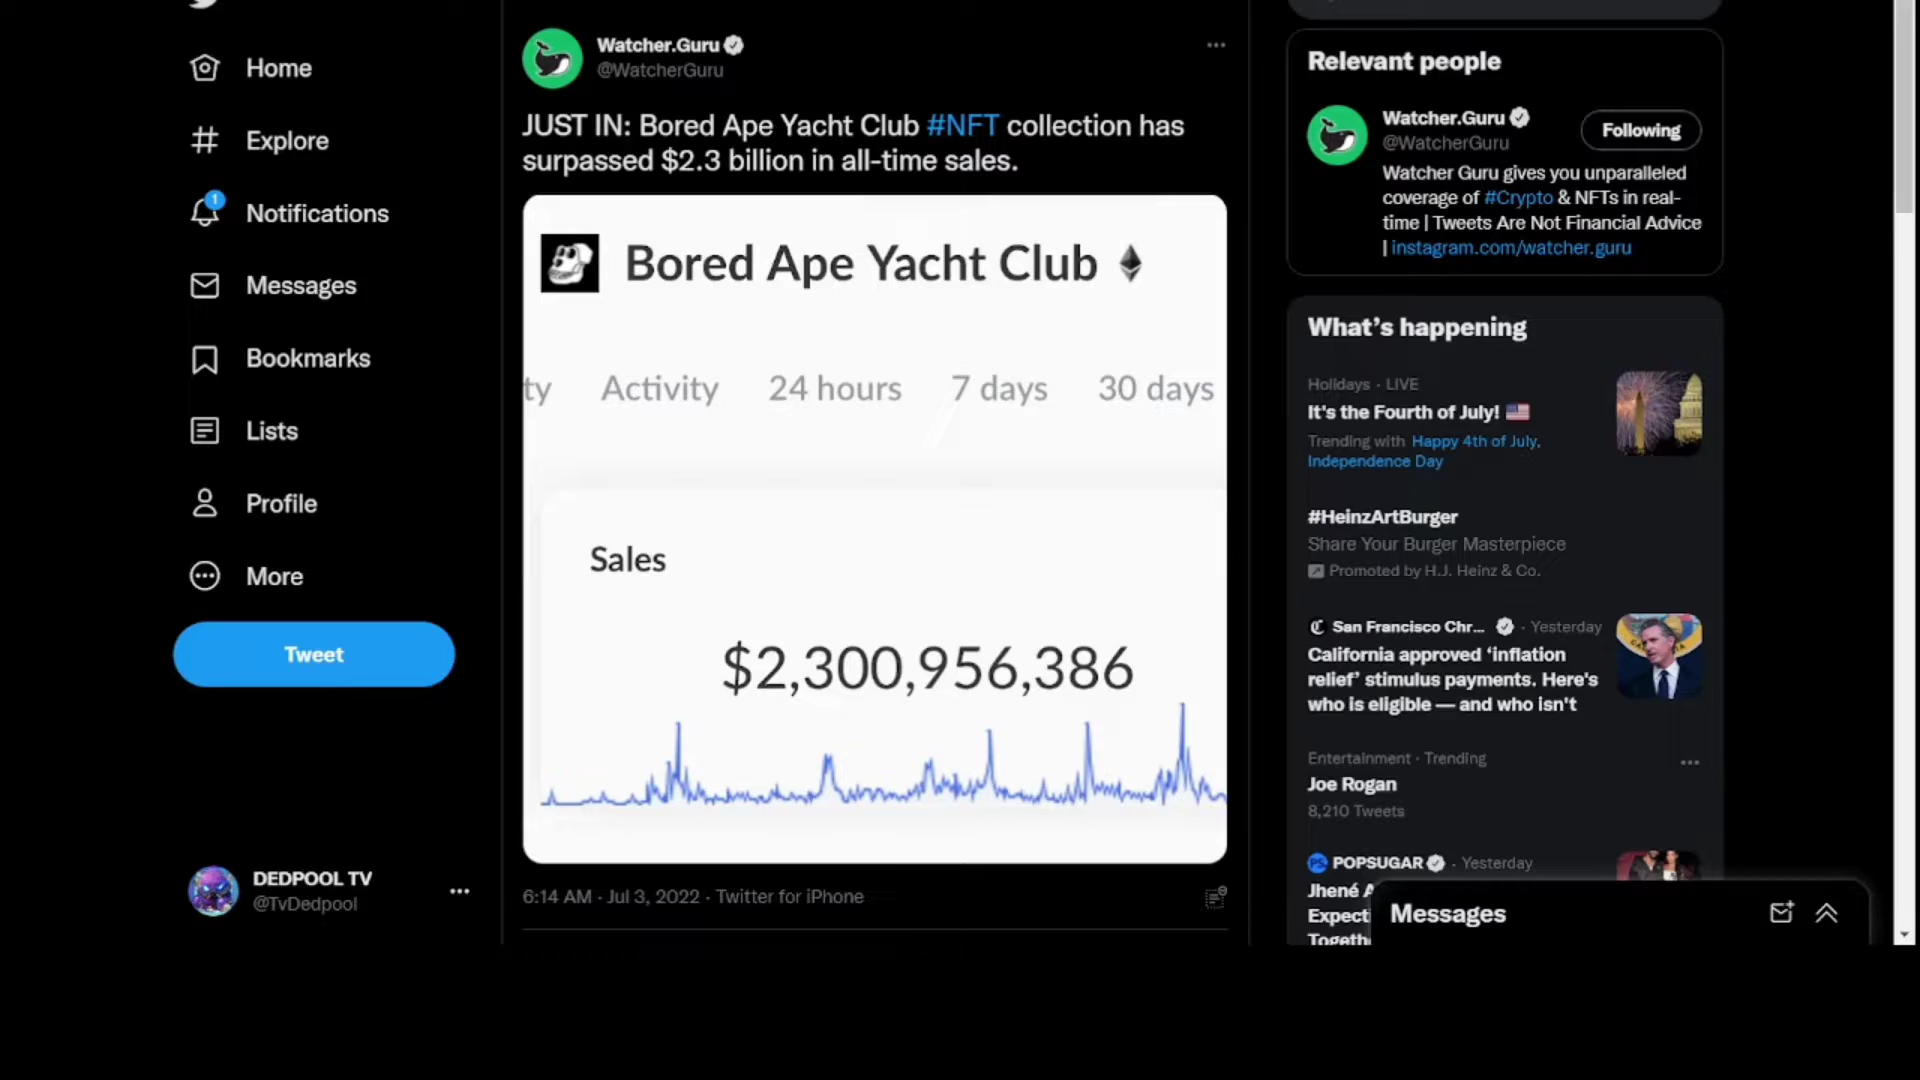 Home
Explore
1
Notifications
Messages
Bookmarks
Lists
Profile
More
Tweet
DEDPOOL TV
@TvDedpool
Watcher.Guru
@WatcherGuru
JUST IN: Bored Ape Yacht Club #NFT collection has
surpassed $2.3 billion in all-time sales.
Bored Ape Yacht Club
ty Activity 24 hours 7 days 30 days
Sales
$2,300,956,386
6:14 AM · Jul 3, 2022 · Twitter for iPhone
Relevant people
Watcher.Guru
@WatcherGuru
Following
Watcher Guru gives you unparalleled
coverage of #Crypto & NFTs in real-
time | Tweets Are Not Financial Advice
| instagram.com/watcher.guru
What's happening
Holidays · LIVE
It's the Fourth of July!
Trending with Happy 4th of July,
Independence Day
#HeinzArtBurger
Share Your Burger Masterpiece
Promoted by H.J. Heinz & Co.
San Francisco Chr... · Yesterday
California approved ‘inflation
relief’ stimulus payments. Here's
who is eligible — and who isn't
Entertainment · Trending
Joe Rogan
8,210 Tweets
POPSUGAR · Yesterday
Jhené A
Expecti
Togeth
Messages